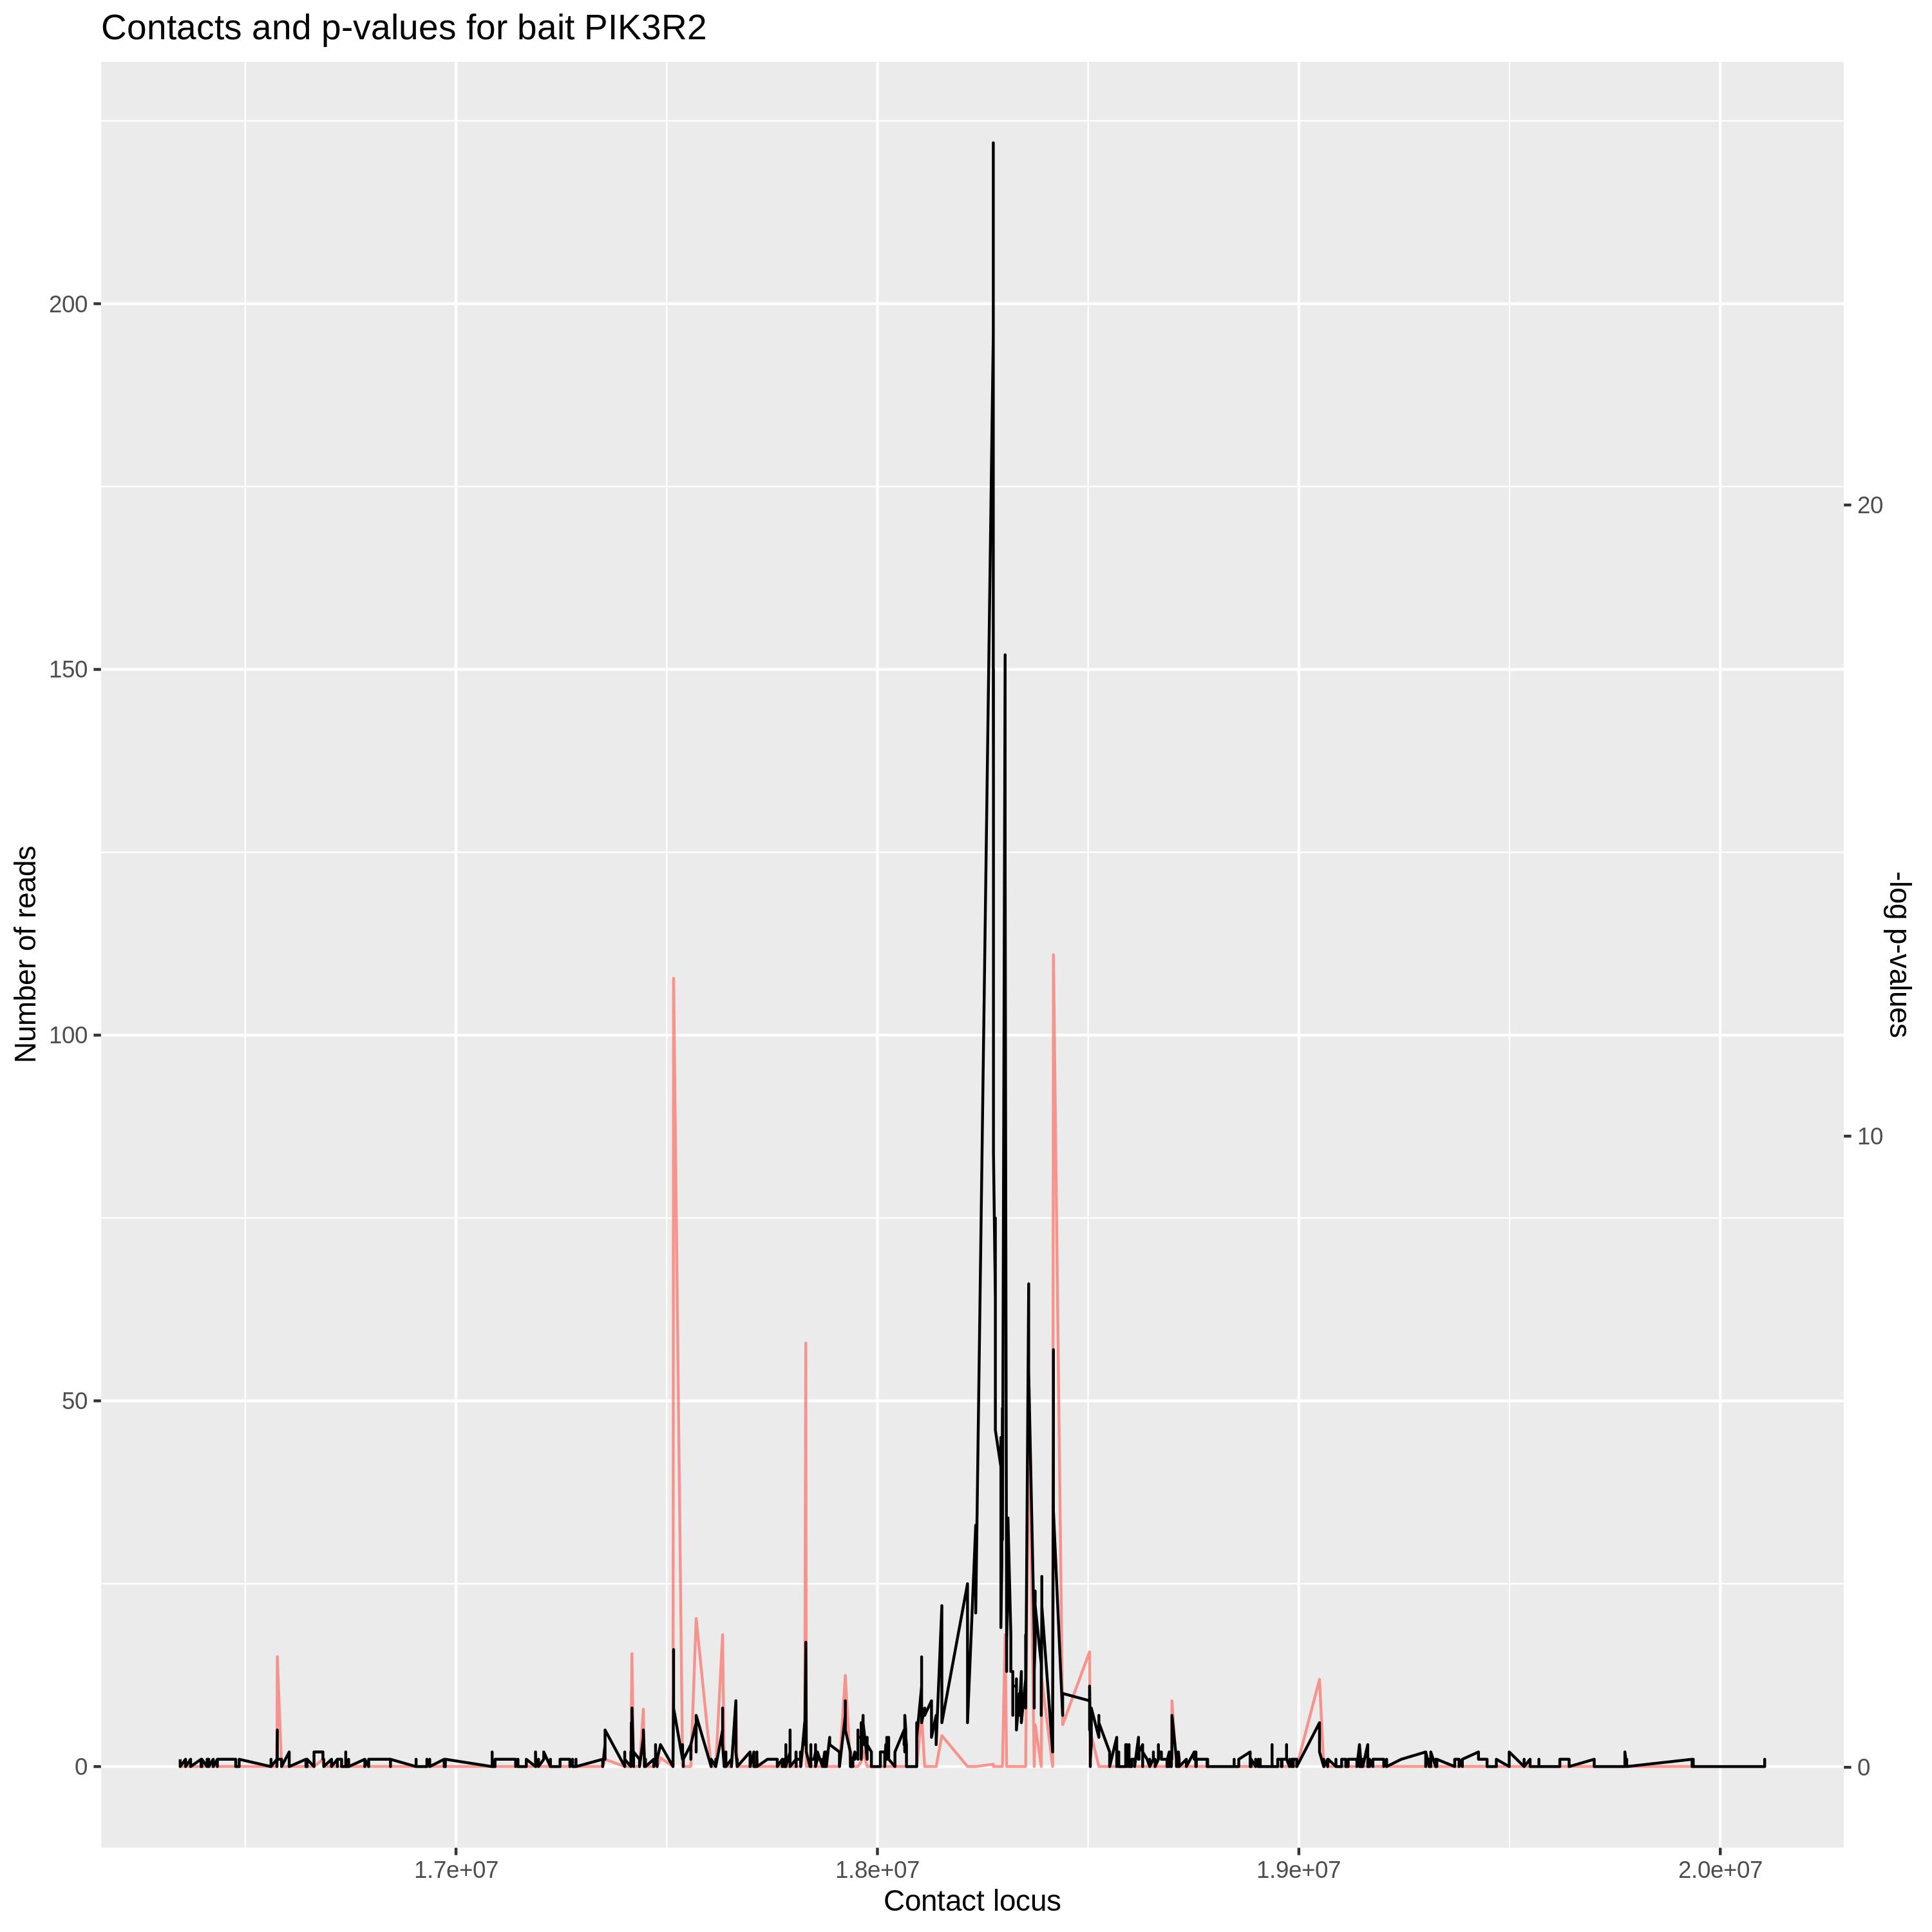 Contacts and p-values for bait PIK3R2
200
150
100
50
0
Number of reads
20
10
0
-log p-values
1.7e+07
1.8e+07
1.9e+07
2.0e+07
Contact locus